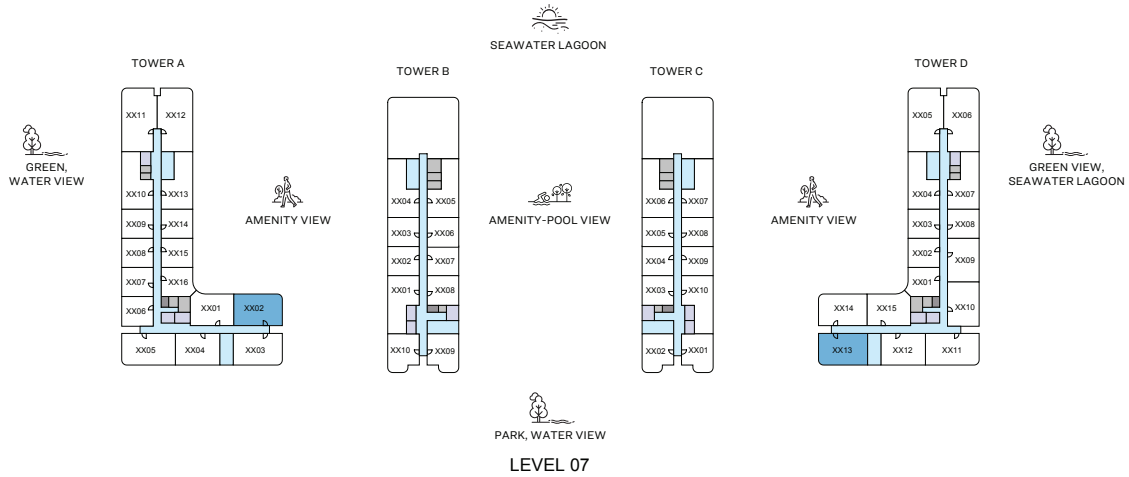 SEAWATER LAGOON
TOWER A
TOWER B
TOWER C
TOWER D
GREEN,
WATER VIEW
AMENITY VIEW
AMENITY-POOL VIEW
AMENITY VIEW
GREEN VIEW,
SEAWATER LAGOON
XX11 XX12
XX10 XX13
XX09 XX14
XX08 XX15
XX07 XX16
XX06 XX01 XX02
XX05 XX04 XX03
XX04 XX05
XX03 XX06
XX02 XX07
XX01 XX08
XX10 XX09
XX06 XX07
XX05 XX08
XX04 XX09
XX03 XX10
XX02 XX01
XX05 XX06
XX04 XX07
XX03 XX08
XX02 XX09
XX01
XX14 XX15 XX10
XX13 XX12 XX11
PARK, WATER VIEW
LEVEL 07